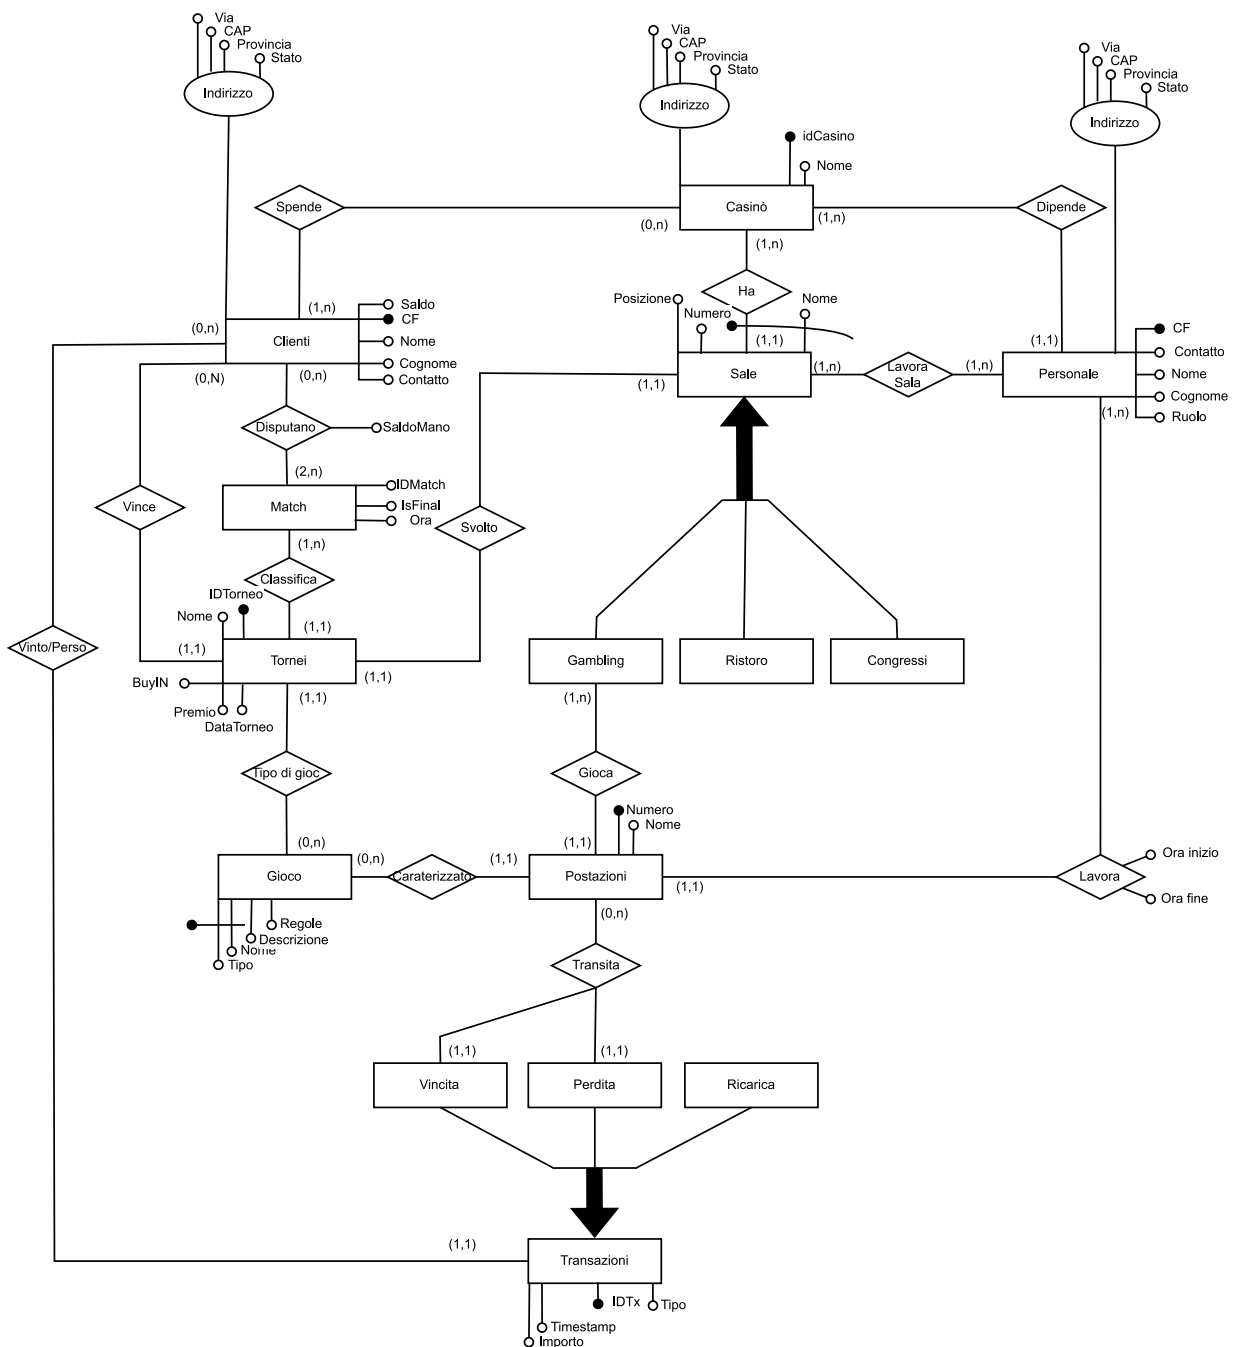 Via
CAP
Provincia
Stato
Indirizzo
Via
CAP
Provincia
Stato
Indirizzo
Via
CAP
Provincia
Stato
Indirizzo
idCasino
Nome
Spende
Casinò
Dipende
(0,n)
(1,n)
(1,n)
Ha
Posizione
Nome
Numero
(1,n)
Saldo
CF
(0,n)
Clienti
Nome
(0,N)
(0,n)
Cognome
Contatto
(1,1)
(1,1)
CF
Contatto
(1,1)
Sale
(1,n)
Lavora
Sala
(1,n)
Personale
Nome
Cognome
(1,n)
Ruolo
Disputano
SaldoMano
(2,n)
IDMatch
Vince
Match
IsFinal
Ora
Svolto
(1,n)
Classifica
IDTorneo
Nome
(1,1)
Vinto/Perso
(1,1)
Tornei
(1,1)
Gambling
Ristoro
Congressi
BuyIN
(1,1)
(1,n)
Premio
DataTorneo
Tipo di gioc
Gioca
Numero
Nome
(0,n)
(1,1)
(0,n)
(1,1)
Ora inizio
Gioco
Caraterizzato
Postazioni
(1,1)
Lavora
Ora fine
(0,n)
Regole
Descrizione
Nome
Tipo
Transita
(1,1)
(1,1)
Vincita
Perdita
Ricarica
(1,1)
Transazioni
IDTx
Tipo
Timestamp
Importo